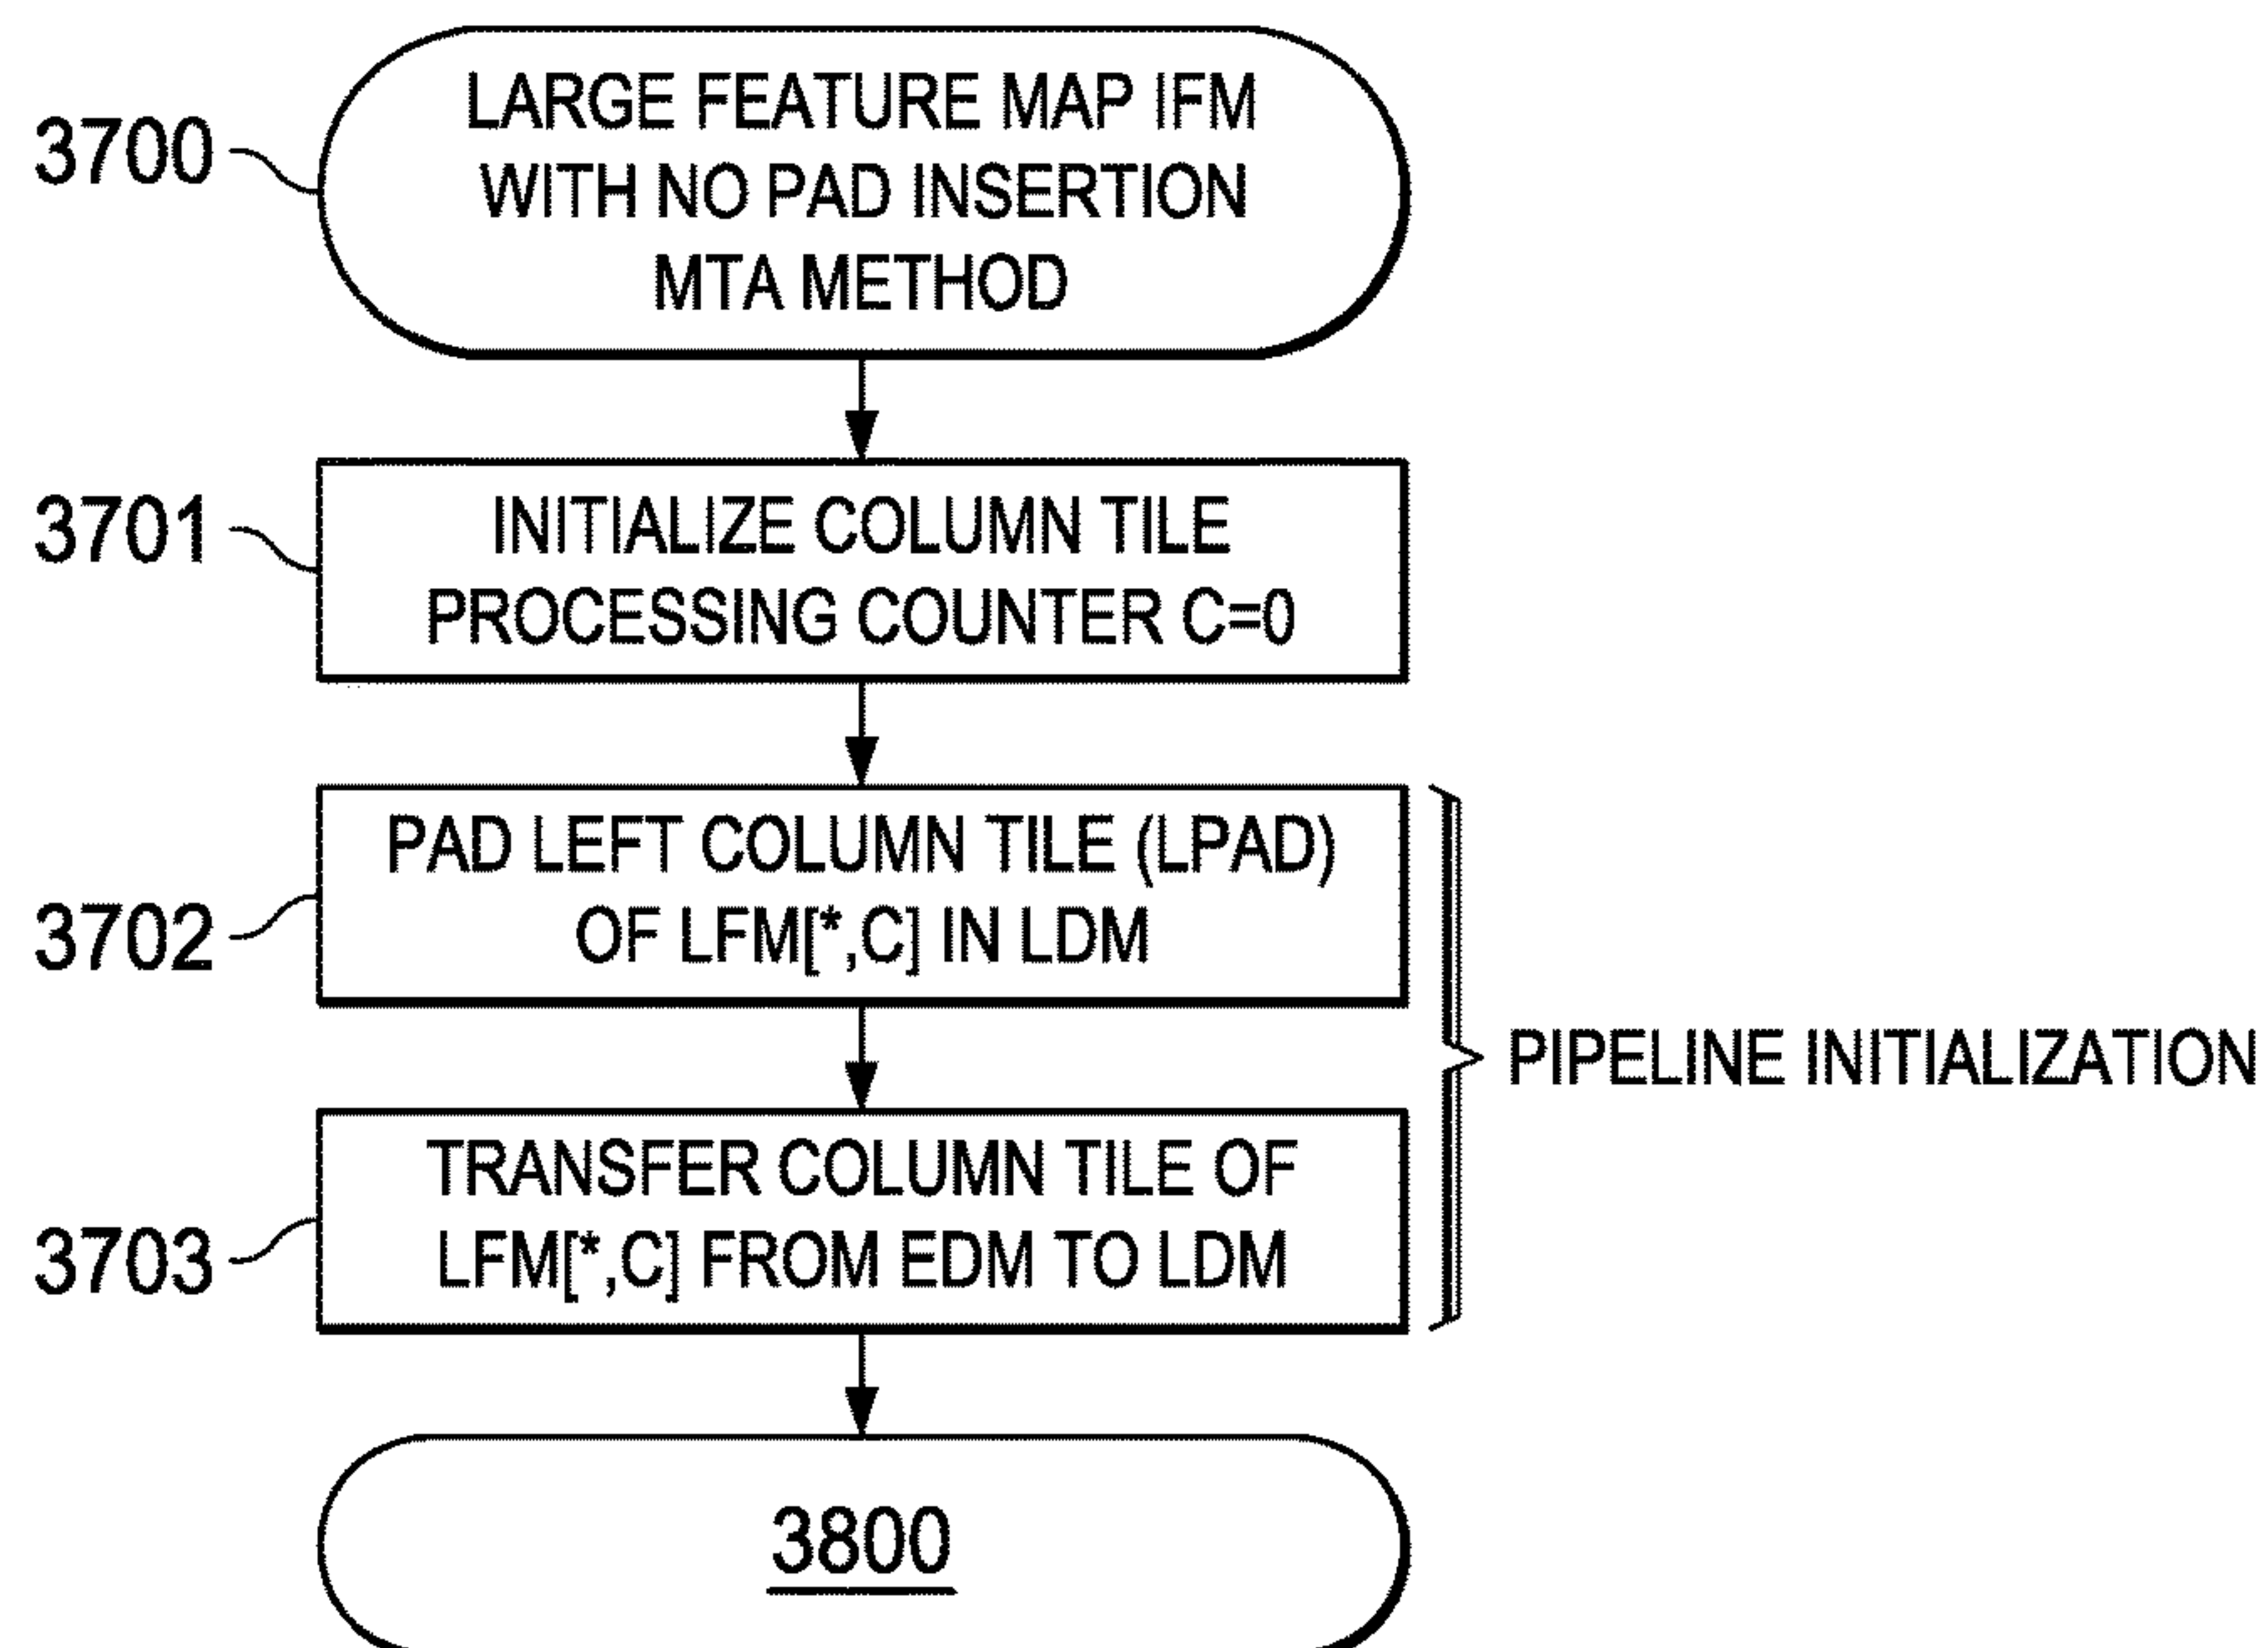 3700
LARGE FEATURE MAP IFM
WITH NO PAD INSERTION
MTA METHOD
3701
INITIALIZE COLUMN TILE
PROCESSING COUNTER C=0
3702
PAD LEFT COLUMN TILE (LPAD)
OF LFM[*,C] IN LDM
3703
TRANSFER COLUMN TILE OF
LFM[*,C] FROM EDM TO LDM
PIPELINE INITIALIZATION
3800